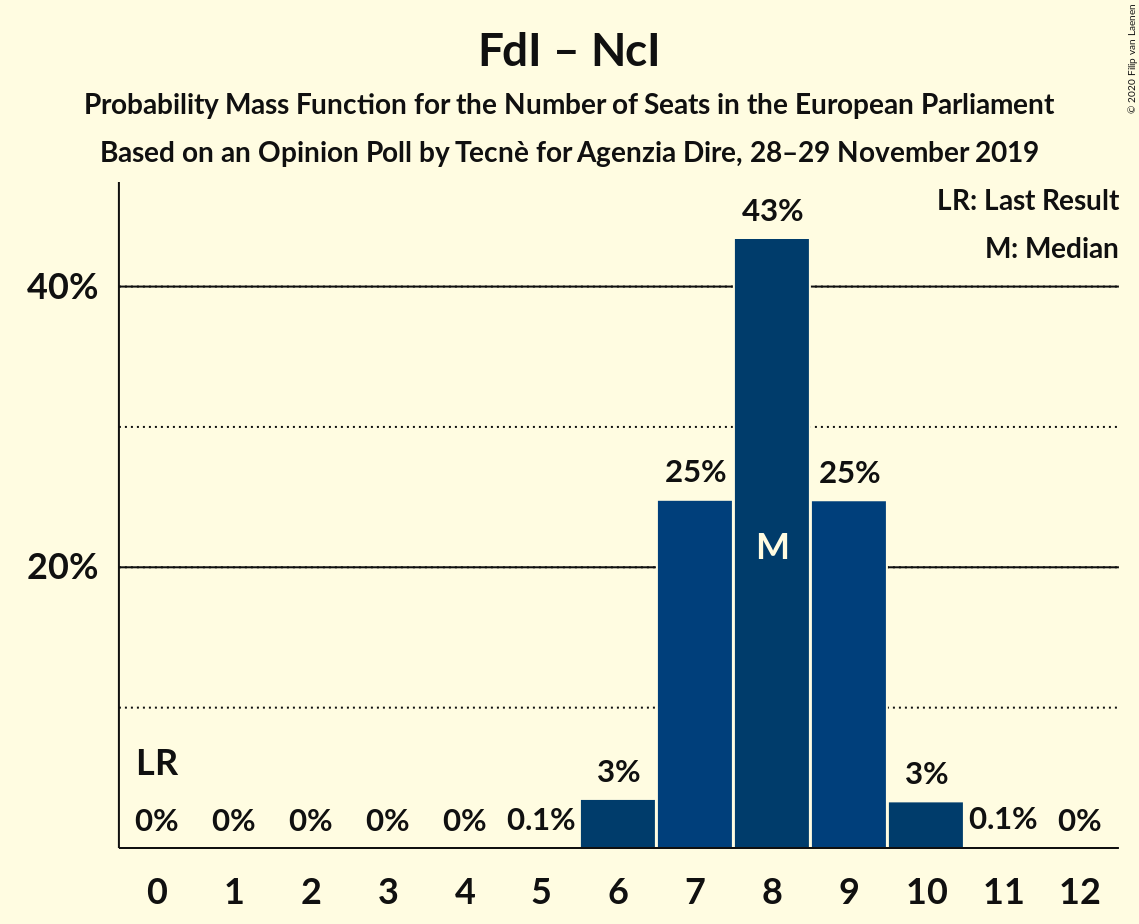 FdI – NcI
Probability Mass Function for the Number of Seats in the European Parliament
Based on an Opinion Poll by Tecnè for Agenzia Dire, 28–29 November 2019
© 2020 Filip van Laenen
LR: Last Result
M: Median
43%
40%
25%
25%
M
20%
LR
3%
3%
0%
0%
0%
0%
0%
0.1%
0.1%
0%
0 1 2 3 4 5 6 7 8 9 10 11 12